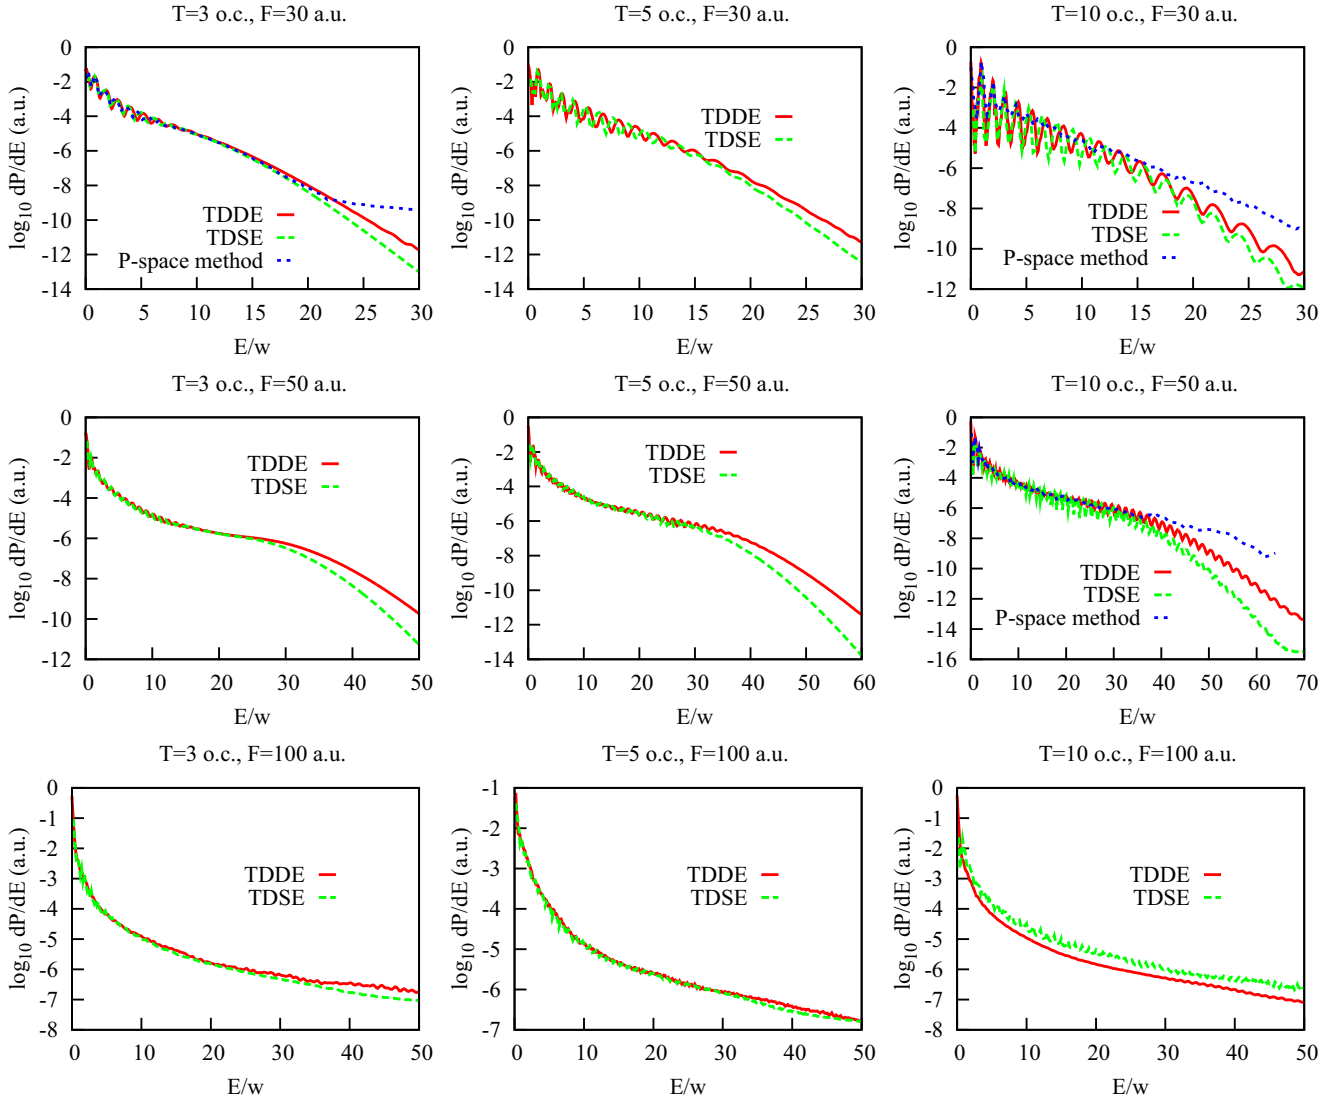 T=3 o.c., F=30 a.u.
T=5 o.c., F=30 a.u.
T=10 o.c., F=30 a.u.
log10 dP/dE (a.u.)
0
-2
-4
-6
-8
-10
-12
-14
TDDE
TDSE
P-space method
0 5 10 15 20 25 30
E/w
log10 dP/dE (a.u.)
0
-2
-4
-6
-8
-10
-12
-14
TDDE
TDSE
0 5 10 15 20 25 30
E/w
log10 dP/dE (a.u.)
0
-2
-4
-6
-8
-10
-12
TDDE
TDSE
P-space method
0 5 10 15 20 25 30
E/w
T=3 o.c., F=50 a.u.
T=5 o.c., F=50 a.u.
T=10 o.c., F=50 a.u.
log10 dP/dE (a.u.)
0
-2
-4
-6
-8
-10
-12
TDDE
TDSE
0 10 20 30 40 50
E/w
log10 dP/dE (a.u.)
0
-2
-4
-6
-8
-10
-12
-14
TDDE
TDSE
0 10 20 30 40 50 60
E/w
log10 dP/dE (a.u.)
0
-2
-4
-6
-8
-10
-12
-14
-16
TDDE
TDSE
P-space method
0 10 20 30 40 50 60 70
E/w
T=3 o.c., F=100 a.u.
T=5 o.c., F=100 a.u.
T=10 o.c., F=100 a.u.
log10 dP/dE (a.u.)
0
-1
-2
-3
-4
-5
-6
-7
-8
TDDE
TDSE
0 10 20 30 40 50
E/w
log10 dP/dE (a.u.)
-1
-2
-3
-4
-5
-6
-7
TDDE
TDSE
0 10 20 30 40 50
E/w
log10 dP/dE (a.u.)
0
-1
-2
-3
-4
-5
-6
-7
-8
TDDE
TDSE
0 10 20 30 40 50
E/w